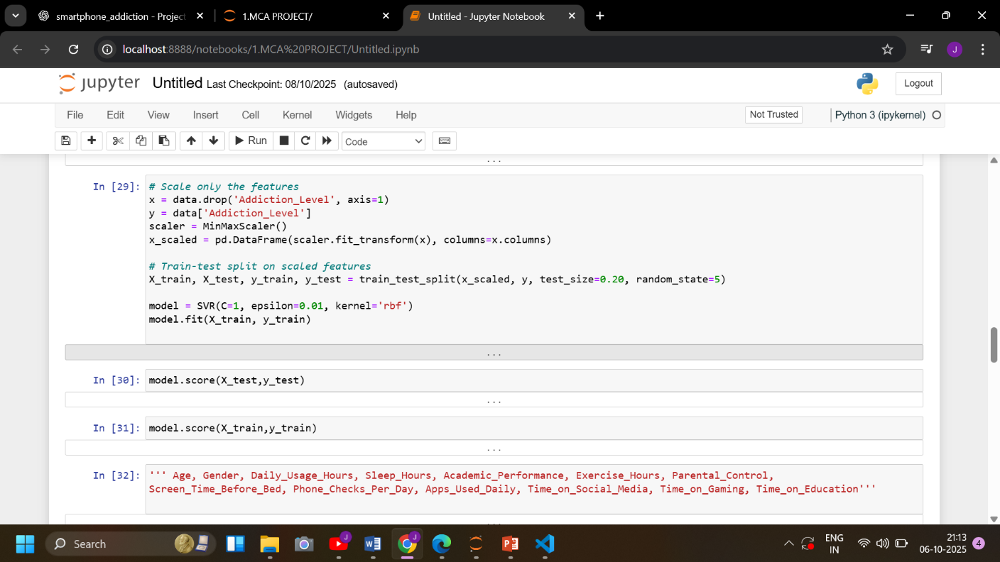 smartphone_addiction - Project
1.MCA PROJECT/
Untitled - Jupyter Notebook
localhost:8888/notebooks/1.MCA%20PROJECT/Untitled.ipynb
J
jupyter Untitled Last Checkpoint: 08/10/2025 (autosaved)
Logout
File Edit View Insert Cell Kernel Widgets Help
Not Trusted
Python 3 (ipykernel)
Run
Code
...
In [29]: # Scale only the features
x = data.drop('Addiction_Level', axis=1)
y = data['Addiction_Level']
scaler = MinMaxScaler()
x_scaled = pd.DataFrame(scaler.fit_transform(x), columns=x.columns)
# Train-test split on scaled features
X_train, X_test, y_train, y_test = train_test_split(x_scaled, y, test_size=0.20, random_state=5)
model = SVR(C=1, epsilon=0.01, kernel='rbf')
model.fit(X_train, y_train)
...
In [30]: model.score(X_test,y_test)
...
In [31]: model.score(X_train,y_train)
...
In [32]: ''' Age, Gender, Daily_Usage_Hours, Sleep_Hours, Academic_Performance, Exercise_Hours, Parental_Control,
Screen_Time_Before_Bed, Phone_Checks_Per_Day, Apps_Used_Daily, Time_on_Social_Media, Time_on_Gaming, Time_on_Education'''
...
Search
J
J
ENG
IN
21:13
06-10-2025
4